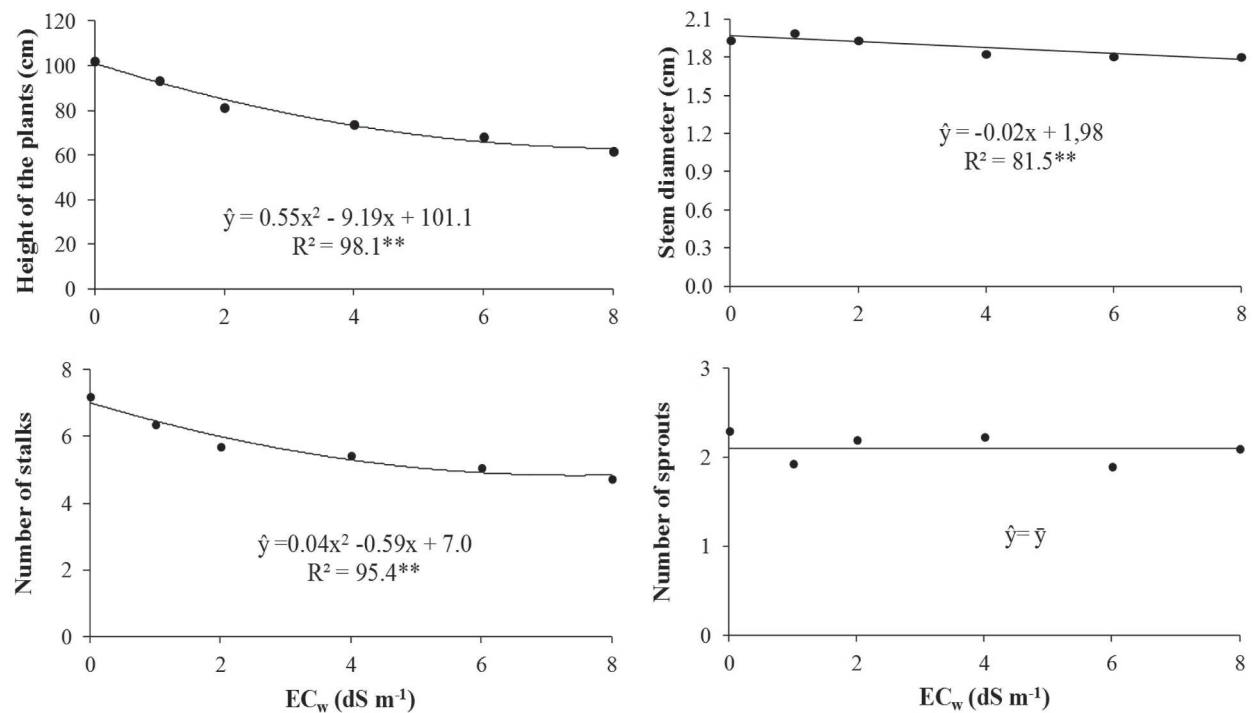 Height of the plants (cm)
120
100
80
60
40
20
0
ŷ = 0.55x² - 9.19x + 101.1
R² = 98.1**
0 2 4 6 8
Stem diameter (cm)
2.1
1.8
1.5
1.2
0.9
0.6
0.3
0.0
ŷ = -0.02x + 1,98
R² = 81.5**
0 2 4 6 8
Number of stalks
8
6
4
2
0
ŷ =0.04x² -0.59x + 7.0
R² = 95.4**
0 2 4 6 8
EC_w (dS m⁻¹)
Number of sprouts
3
2
1
0
ŷ= ȳ
0 2 4 6 8
EC_w (dS m⁻¹)